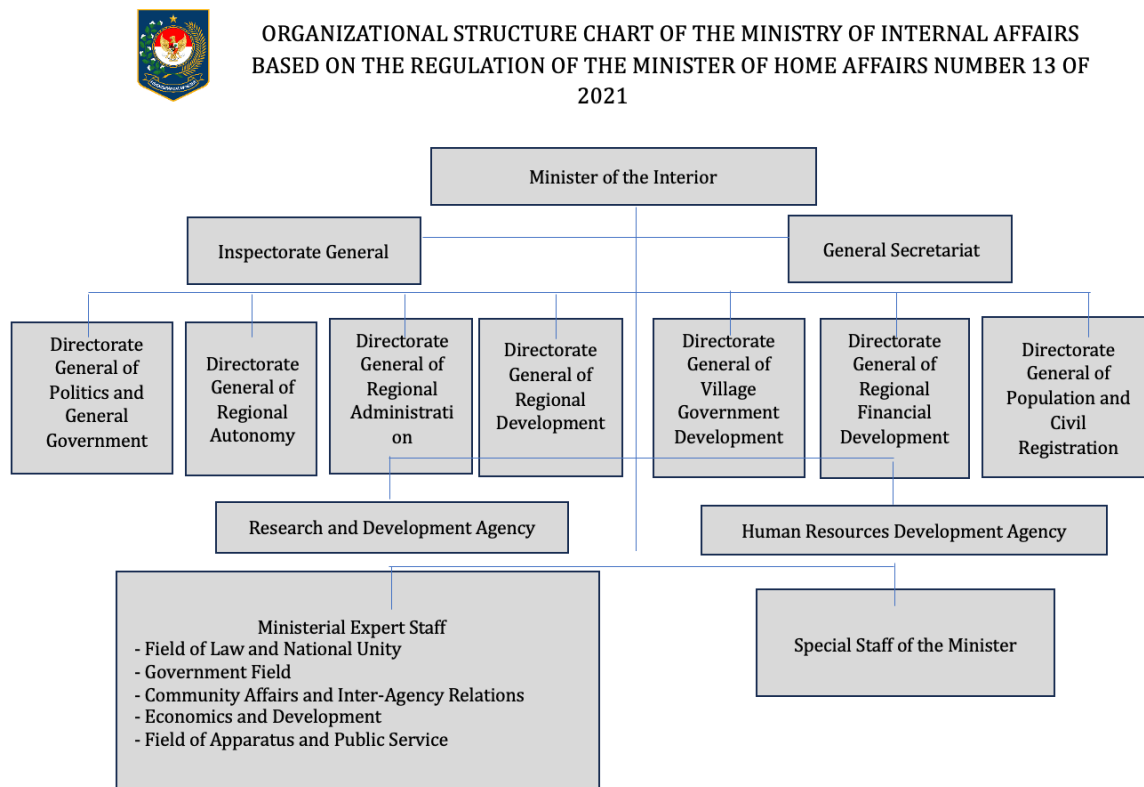 ORGANIZATIONAL STRUCTURE CHART OF THE MINISTRY OF INTERNAL AFFAIRS
BASED ON THE REGULATION OF THE MINISTER OF HOME AFFAIRS NUMBER 13 OF
2021
Minister of the Interior
Inspectorate General
General Secretariat
Directorate
General of
Politics and
General
Government
Directorate
General of
Regional
Autonomy
Directorate
General of
Regional
Administrati
on
Directorate
General of
Regional
Development
Directorate
General of
Village
Government
Development
Directorate
General of
Regional
Financial
Development
Directorate
General of
Population and
Civil
Registration
Research and Development Agency
Human Resources Development Agency
Ministerial Expert Staff
- Field of Law and National Unity
- Government Field
- Community Affairs and Inter-Agency Relations
- Economics and Development
- Field of Apparatus and Public Service
Special Staff of the Minister